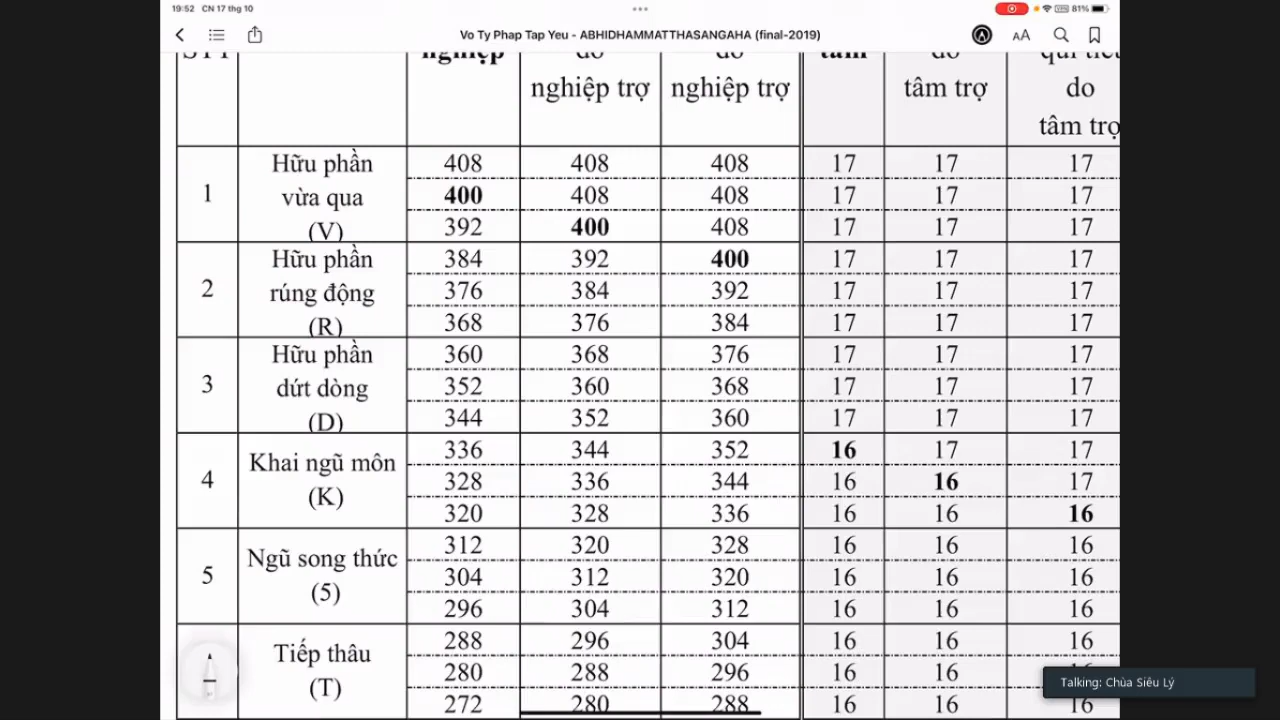 19:52 CN 17 thg 10
81%
Vo Ty Phap Tap Yeu - ABHIDHAMMATTHASANGAHA (final-2019)
AA
STT nghiệp do do tâm do qui tiết
nghiệp trợ nghiệp trợ tâm trợ do
tâm trợ
1 Hữu phần vừa qua (V)
408 408 408 17 17 17
400 408 408 17 17 17
392 400 408 17 17 17
2 Hữu phần rúng động (R)
384 392 400 17 17 17
376 384 392 17 17 17
368 376 384 17 17 17
3 Hữu phần dứt dòng (D)
360 368 376 17 17 17
352 360 368 17 17 17
344 352 360 17 17 17
4 Khai ngũ môn (K)
336 344 352 16 17 17
328 336 344 16 16 17
320 328 336 16 16 16
5 Ngũ song thức (5)
312 320 328 16 16 16
304 312 320 16 16 16
296 304 312 16 16 16
Tiếp thâu (T)
288 296 304 16 16 16
280 288 296 16 16 16
272 280 288 16 16 16
Talking: Chùa Siêu Lý